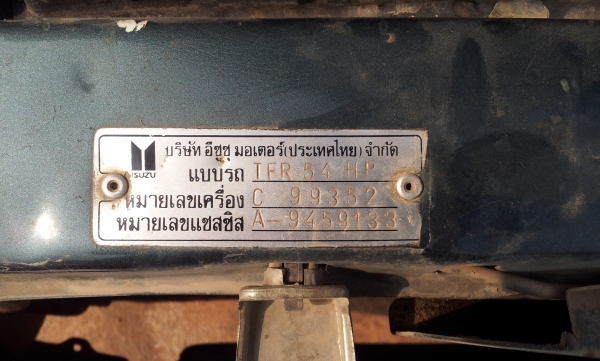 บริษัท อีซูซุ มอเตอร์(ประเทศไทย) จำกัด
ISUZU
แบบรถ TFR 54 HP
หมายเลขเครื่อง C 99352
หมายเลขแชสซิส A-9459133